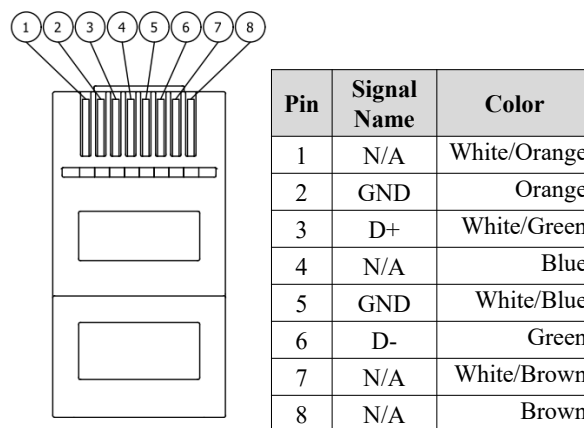 1 2 3 4 5 6 7 8
Pin Signal Name Color
1 N/A White/Orange
2 GND Orange
3 D+ White/Green
4 N/A Blue
5 GND White/Blue
6 D- Green
7 N/A White/Brown
8 N/A Brown